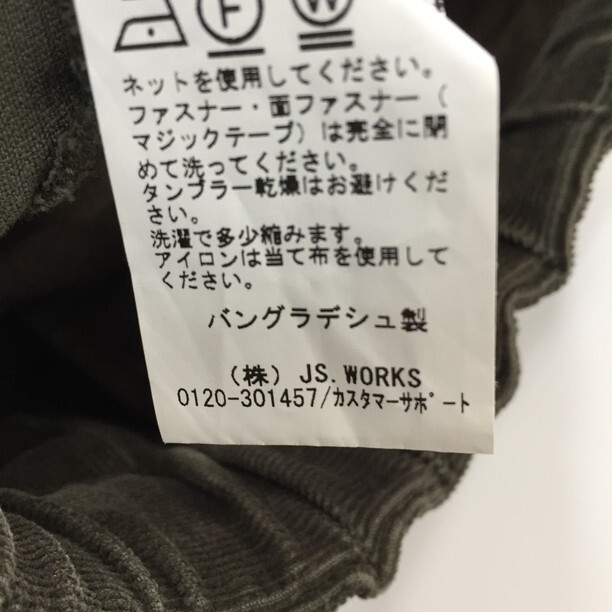 F
W
ネットを使用してください。
ファスナー・面ファスナー（
マジックテープ）は完全に閉
めて洗ってください。
タンブラー乾燥はお避けくだ
さい。
洗濯で多少縮みます。
アイロンは当て布を使用して
ください。
バングラデシュ製
（株）JS.WORKS
0120-301457/ｶｽﾀﾏｰｻﾎﾟｰﾄ